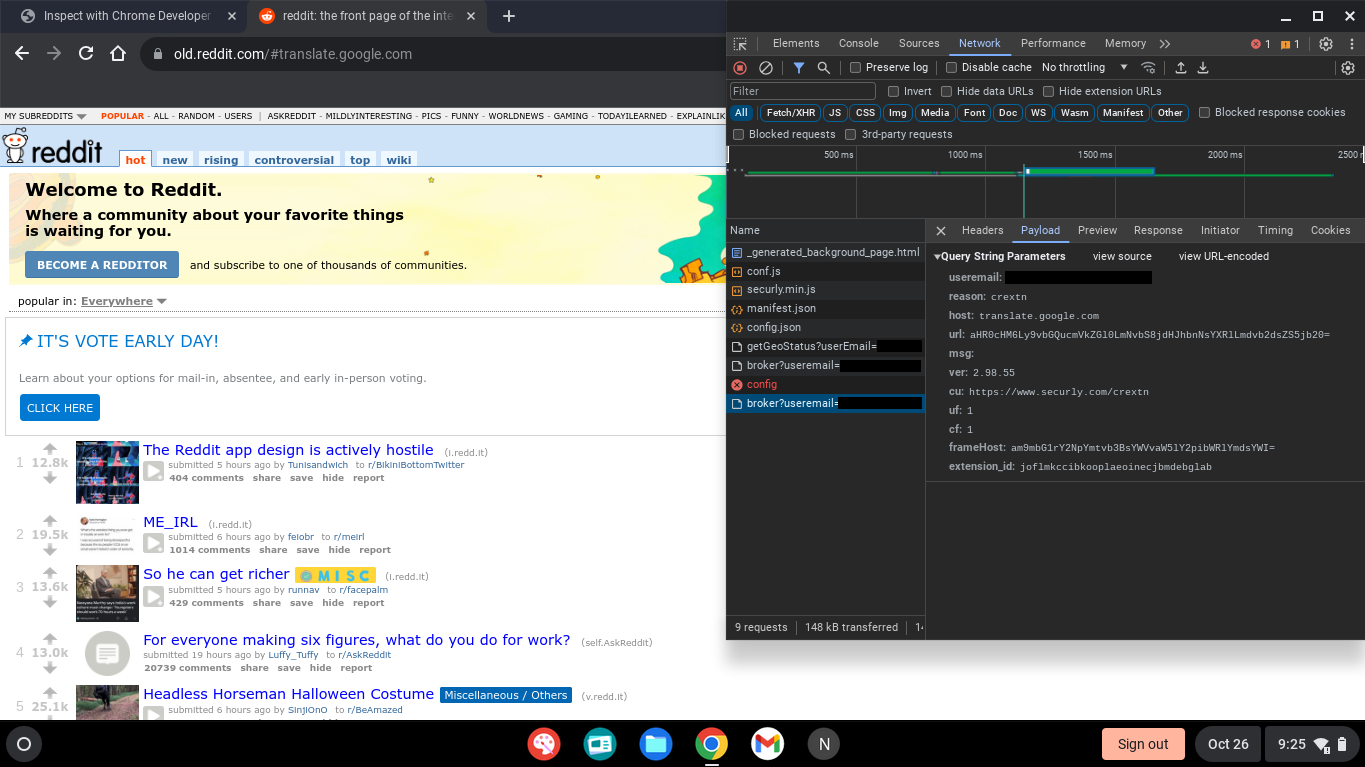 Inspect with Chrome Developer
reddit: the front page of the inte
old.reddit.com/#translate.google.com
MY SUBREDDITS
POPULAR - ALL - RANDOM - USERS | ASKREDDIT - MILDLYINTERESTING - PICS - FUNNY - WORLDNEWS - GAMING - TODAYILEARNED - EXPLAINLIK
reddit
hot new rising controversial top wiki
Welcome to Reddit.
Where a community about your favorite things
is waiting for you.
BECOME A REDDITOR and subscribe to one of thousands of communities.
popular in: Everywhere
IT'S VOTE EARLY DAY!
Learn about your options for mail-in, absentee, and early in-person voting.
CLICK HERE
1 12.8k
The Reddit app design is actively hostile (i.redd.it)
submitted 5 hours ago by Tunisandwich to r/BikiniBottomTwitter
404 comments share save hide report
2 19.5k
ME_IRL (i.redd.it)
submitted 6 hours ago by feiobr to r/meirl
1014 comments share save hide report
3 13.6k
So he can get richer MISC (i.redd.it)
submitted 5 hours ago by runnav to r/facepalm
429 comments share save hide report
4 13.0k
For everyone making six figures, what do you do for work? (self.AskReddit)
submitted 19 hours ago by Luffy_Tuffy to r/AskReddit
20739 comments share save hide report
5 25.1k
Headless Horseman Halloween Costume Miscellaneous / Others (v.redd.it)
submitted 6 hours ago by SinjiOnO to r/BeAmazed
Elements Console Sources Network Performance Memory 1 1
Preserve log Disable cache No throttling
Filter Invert Hide data URLs Hide extension URLs
All Fetch/XHR JS CSS Img Media Font Doc WS Wasm Manifest Other Blocked response cookies
Blocked requests 3rd-party requests
500 ms 1000 ms 1500 ms 2000 ms 2500 r
Name
_generated_background_page.html
conf.js
securly.min.js
manifest.json
config.json
getGeoStatus?userEmail=
broker?useremail=
config
broker?useremail=
9 requests 148 kB transferred 14
Headers Payload Preview Response Initiator Timing Cookies
Query String Parameters view source view URL-encoded
useremail:
reason: crextn
host: translate.google.com
url: aHR0cHM6Ly9vbGQucmVkZGl0LmNvbS8jdHJhbnNsYXRlLmdvb2dsZS5jb20=
msg:
ver: 2.98.55
cu: https://www.securly.com/crextn
uf: 1
cf: 1
frameHost: am9mbG1rY2NpYmtvb3BsYWVvaW5lY2pibWRlYmdsYWI=
extension_id: joflmkccibkooplaeoinecjbmdebglab
N
Sign out Oct 26 9:25